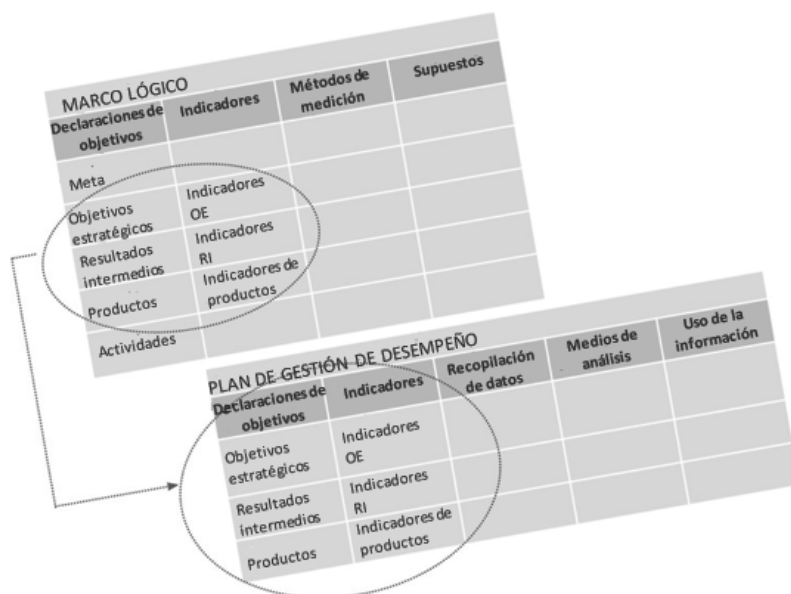 MARCO LÓGICO
Declaraciones de
objetivos
Indicadores
Métodos de
medición
Supuestos
Meta
Objetivos
estratégicos
Indicadores
OE
Resultados
intermedios
Indicadores
RI
Productos
Indicadores de
productos
Actividades
PLAN DE GESTIÓN DE DESEMPEÑO
Declaraciones de
objetivos
Indicadores
Recopilación
de datos
Medios de
análisis
Uso de la
información
Objetivos
estratégicos
Indicadores
OE
Resultados
intermedios
Indicadores
RI
Productos
Indicadores de
productos